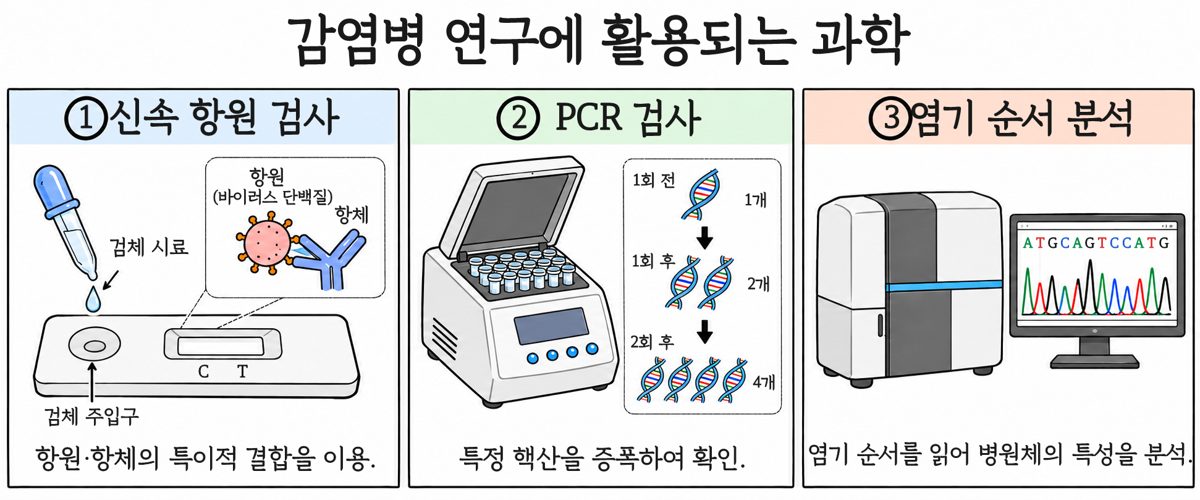 감염병 연구에 활용되는 과학
① 신속 항원 검사
항원
(바이러스 단백질)
항체
검체 시료
C T
검체 주입구
항원·항체의 특이적 결합을 이용.
② PCR 검사
1회 전
1개
1회 후
2개
2회 후
4개
특정 핵산을 증폭하여 확인.
③ 염기 순서 분석
ATGCAGTCCATG
염기 순서를 읽어 병원체의 특성을 분석.